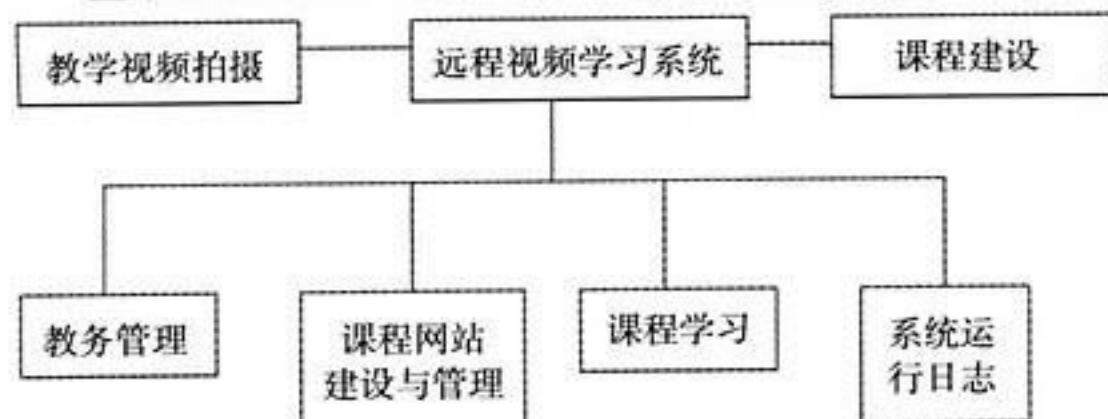 教学视频拍摄
远程视频学习系统
课程建设
教务管理
课程网站
建设与管理
课程学习
系统运
行日志